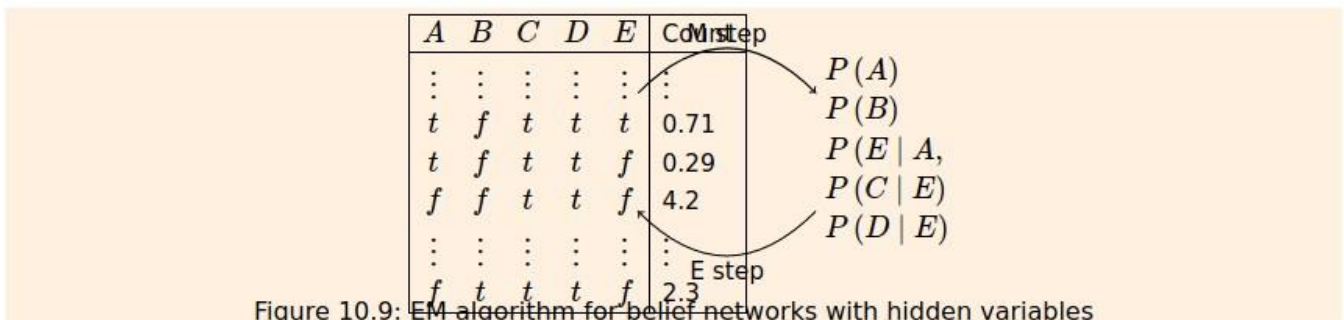 A B C D E Count M step
⋮ ⋮ ⋮ ⋮ ⋮ ⋮
t f t t t 0.71
t f t t f 0.29
f f t t f 4.2
⋮ ⋮ ⋮ ⋮ ⋮ ⋮
f t t t f 2.3
P(A)
P(B)
P(E | A,
P(C | E)
P(D | E)
E step
Figure 10.9: EM algorithm for belief networks with hidden variables